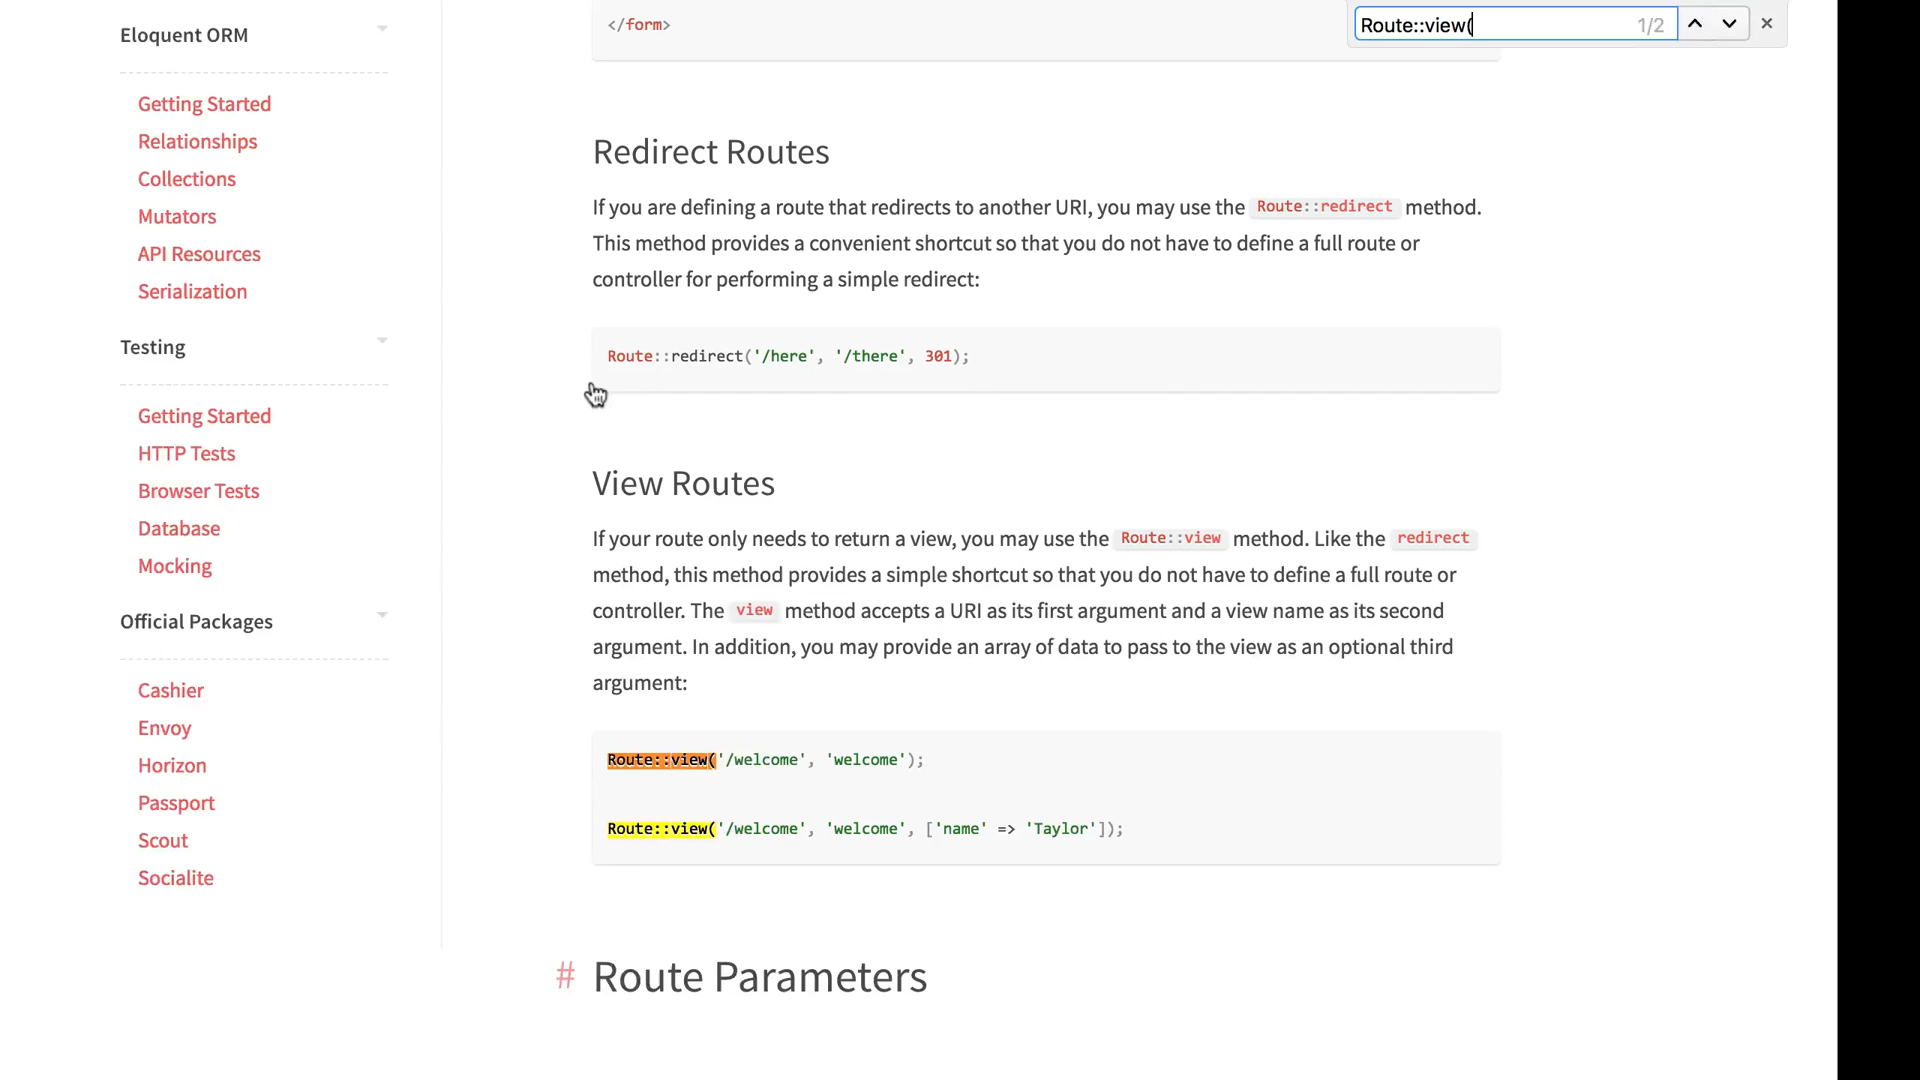 Eloquent ORM
Getting Started
Relationships
Collections
Mutators
API Resources
Serialization
Testing
Getting Started
HTTP Tests
Browser Tests
Database
Mocking
Official Packages
Cashier
Envoy
Horizon
Passport
Scout
Socialite
</form>
Route::view(
1/2
Redirect Routes
If you are defining a route that redirects to another URI, you may use the Route::redirect method.
This method provides a convenient shortcut so that you do not have to define a full route or
controller for performing a simple redirect:
Route::redirect('/here', '/there', 301);
View Routes
If your route only needs to return a view, you may use the Route::view method. Like the redirect
method, this method provides a simple shortcut so that you do not have to define a full route or
controller. The view method accepts a URI as its first argument and a view name as its second
argument. In addition, you may provide an array of data to pass to the view as an optional third
argument:
Route::view('/welcome', 'welcome');
Route::view('/welcome', 'welcome', ['name' => 'Taylor']);
# Route Parameters